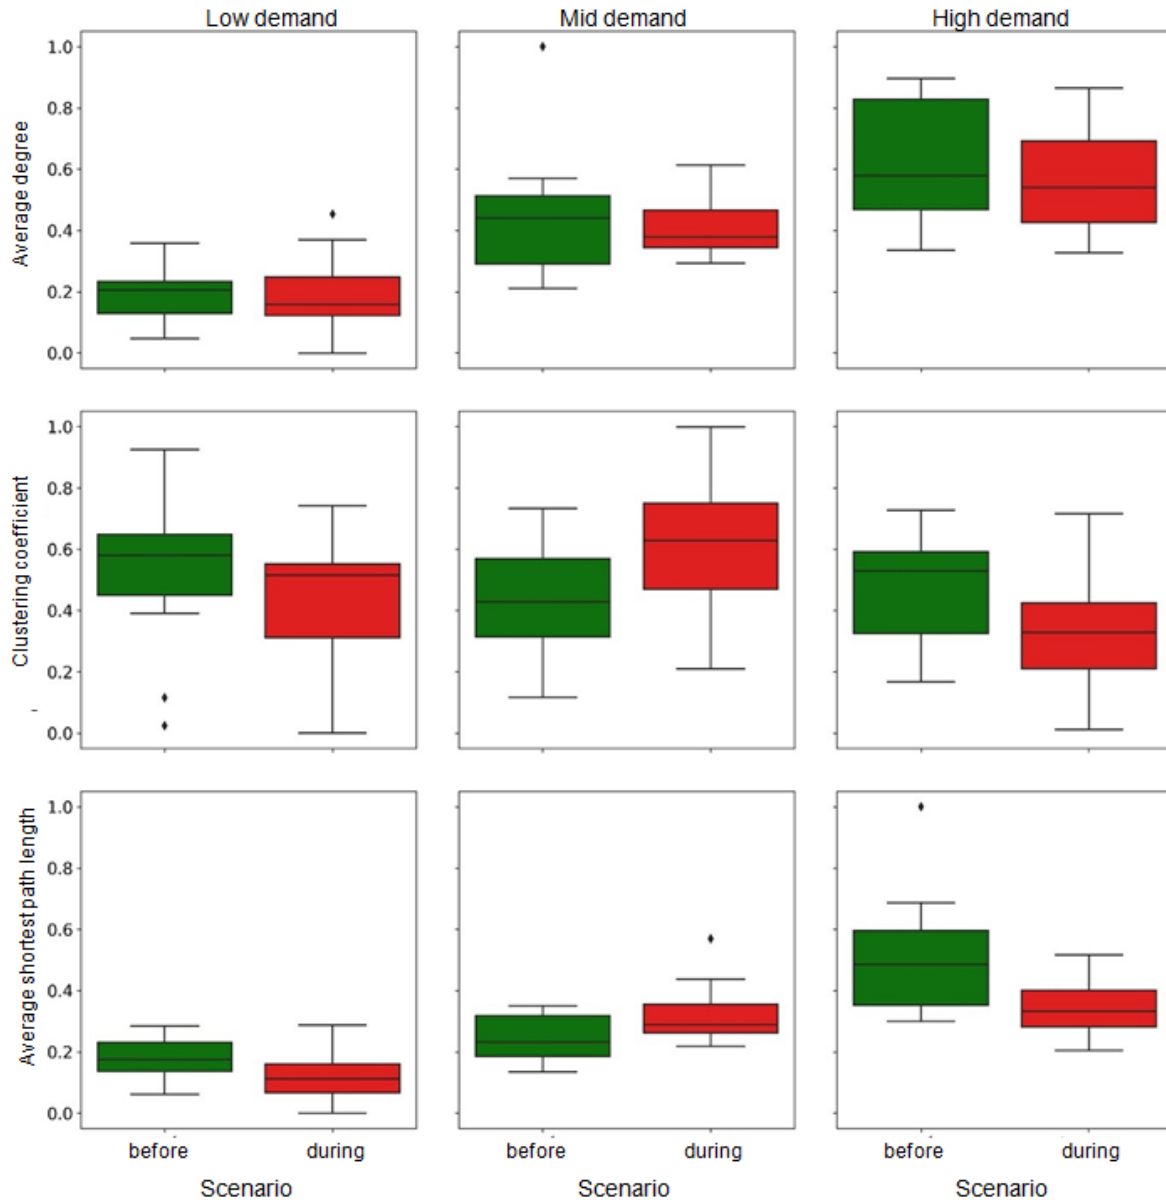 Low demand
Mid demand
High demand
Average degree
1.0
0.8
0.6
0.4
0.2
0.0
Clustering coefficient
1.0
0.8
0.6
0.4
0.2
0.0
Average shortest path length
1.0
0.8
0.6
0.4
0.2
0.0
before during before during before during
Scenario Scenario Scenario